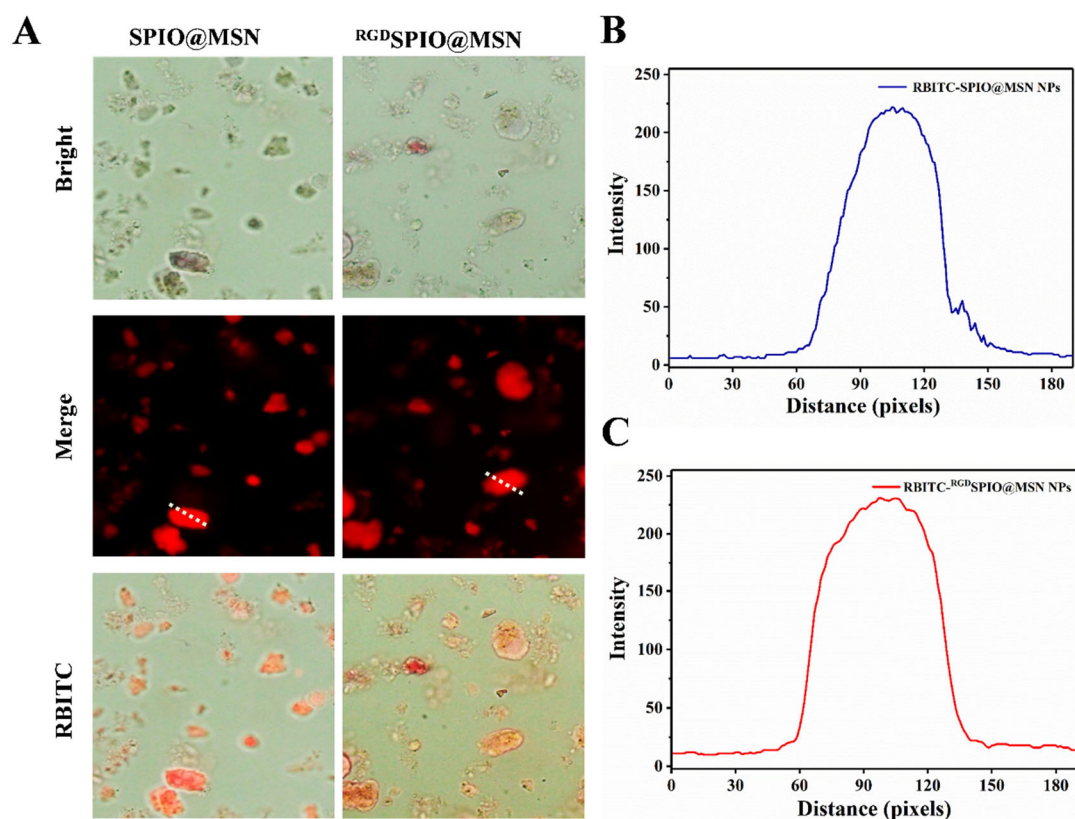 A
SPIO@MSN
RGDSPIO@MSN
Bright
Merge
RBITC
B
250
200
150
100
50
0
Intensity
RBITC-SPIO@MSN NPs
0 30 60 90 120 150 180
Distance (pixels)
C
250
200
150
100
50
0
Intensity
RBITC-RGDSPIO@MSN NPs
0 30 60 90 120 150 180
Distance (pixels)